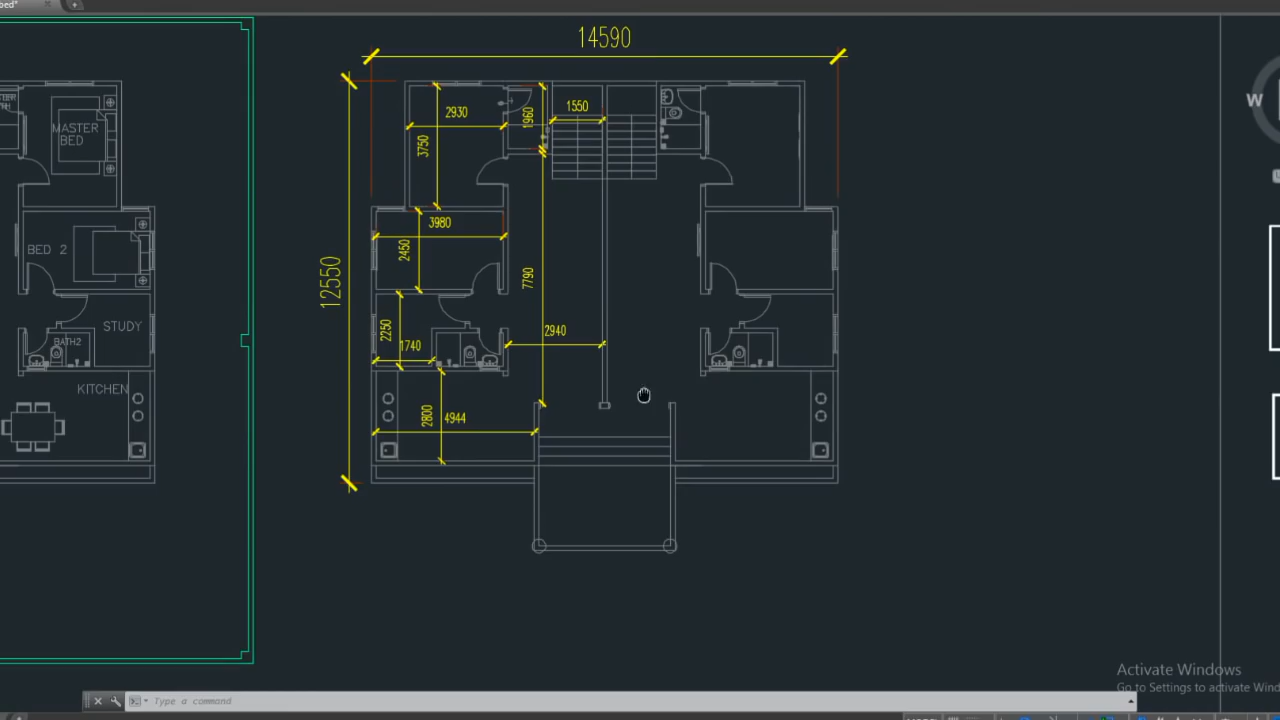 14590
W
MASTER
BED
2930
1960
1550
3750
BED 2
3980
2450
12550
7790
STUDY
BATH2
2250
1740
2940
KITCHEN
2800
4944
Activate Windows
Go to Settings to activate Wind
Type a command